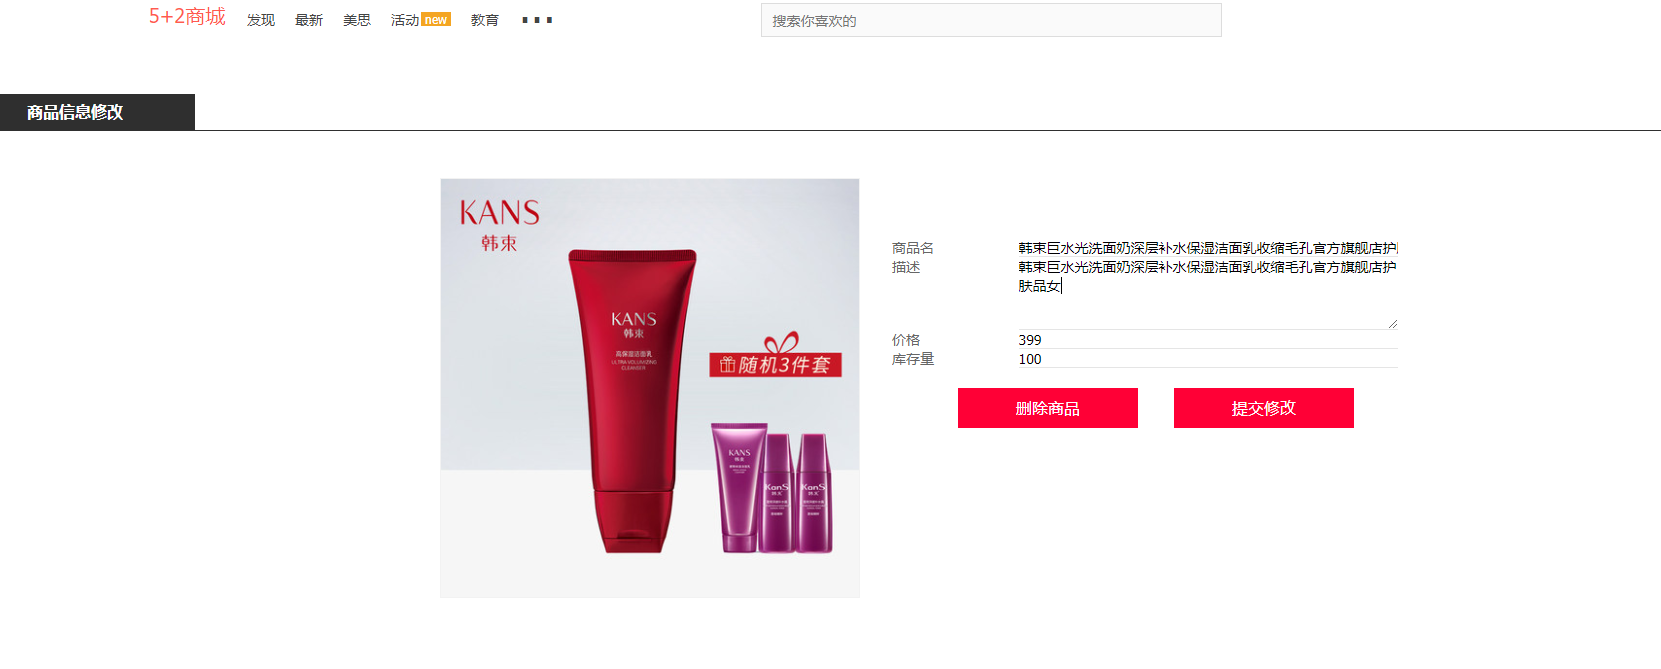 5+2商城 发现 最新 美思 活动 new 教育 ▪▪▪ 搜索你喜欢的
商品信息修改
KANS
韩束
KANS
韩束
高保湿洁面乳
ULTRA VOLUMIZING
CLEANSER
随机3件套
KANS
韩束
KanS
韩束
KanS
韩束
商品名 韩束巨水光洗面奶深层补水保湿洁面乳收缩毛孔官方旗舰店护
描述 韩束巨水光洗面奶深层补水保湿洁面乳收缩毛孔官方旗舰店护
肤品女
价格 399
库存量 100
删除商品 提交修改